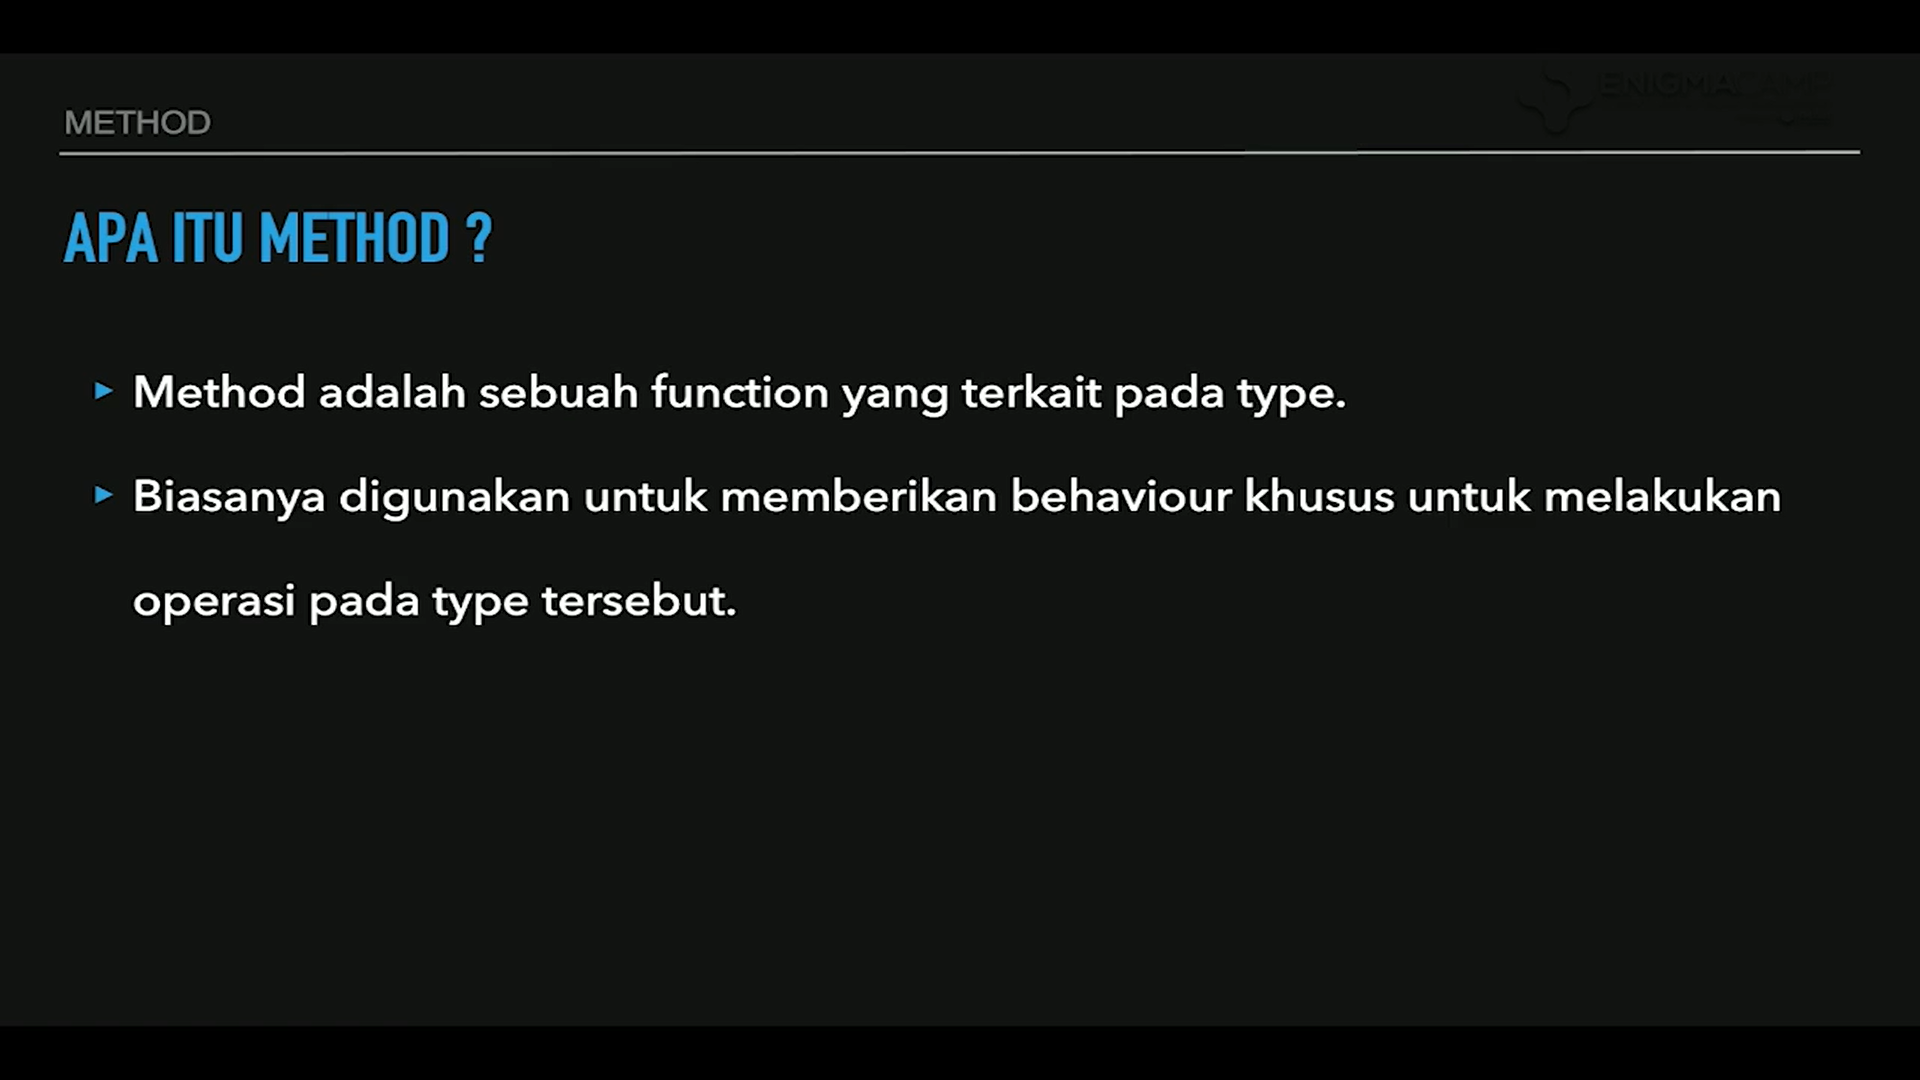 ENIGMACAMP
METHOD
APA ITU METHOD ?
Method adalah sebuah function yang terkait pada type.
Biasanya digunakan untuk memberikan behaviour khusus untuk melakukan
operasi pada type tersebut.